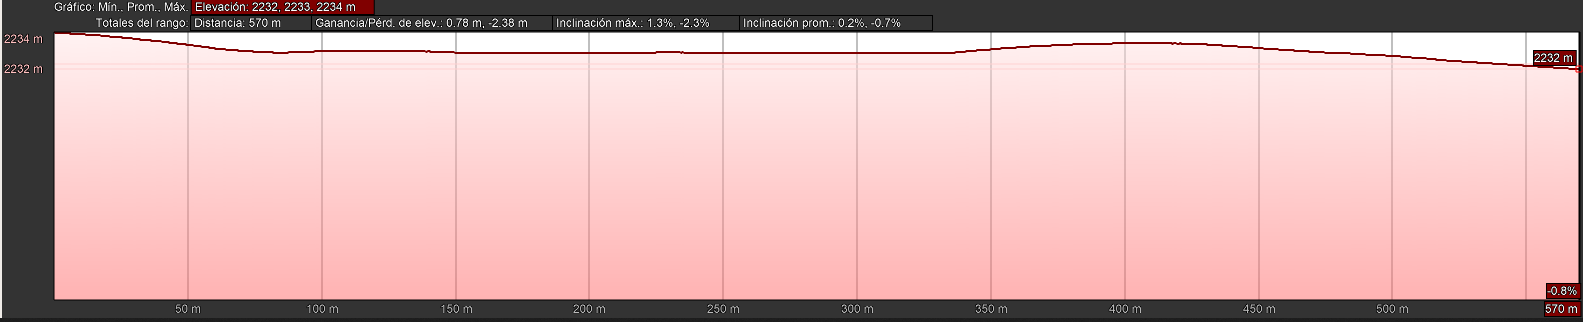 Gráfico: Mín., Prom., Máx. Elevación: 2232, 2233, 2234 m
Totales del rango: Distancia: 570 m Ganancia/Pérd. de elev.: 0.78 m, -2.38 m Inclinación máx.: 1.3%, -2.3% Inclinación prom.: 0.2%, -0.7%
2234 m
2232 m
2232 m
-0.8%
50 m 100 m 150 m 200 m 250 m 300 m 350 m 400 m 450 m 500 m 570 m